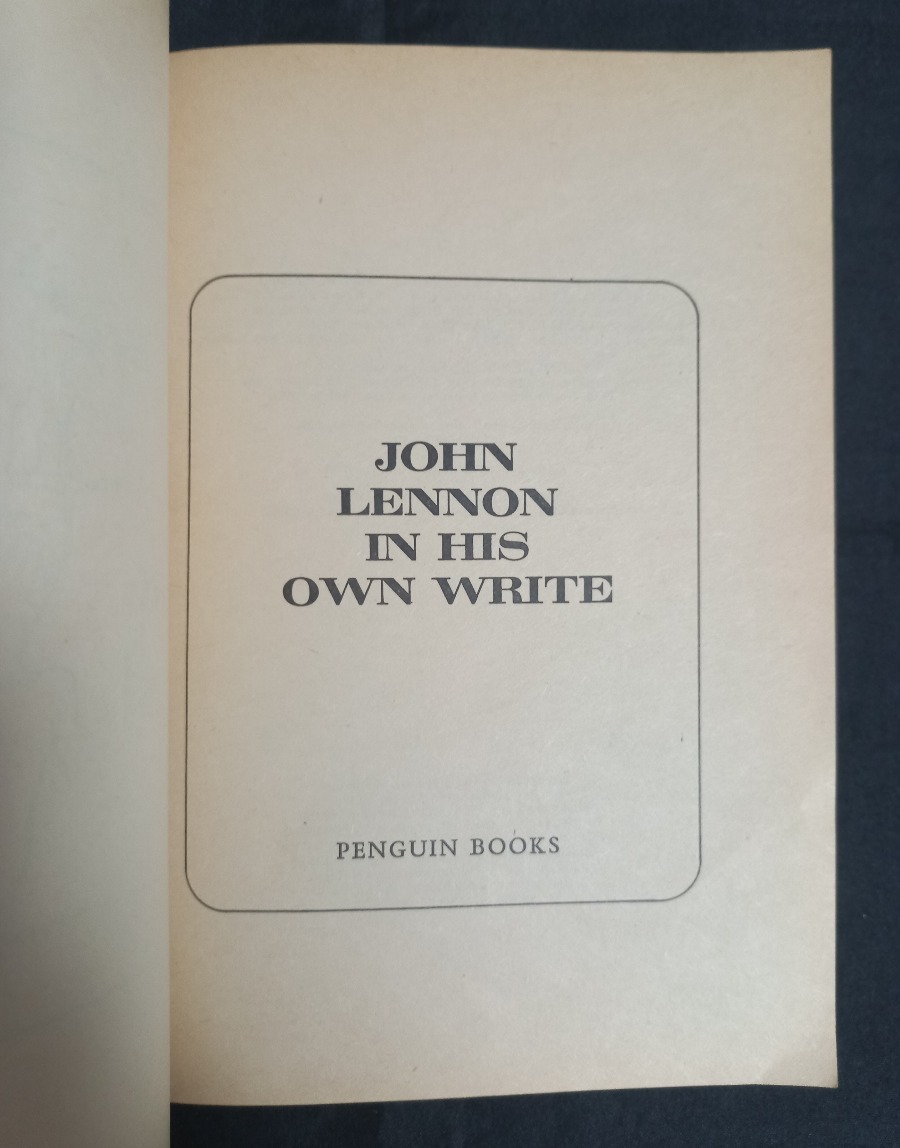 JOHN
LENNON
IN HIS
OWN WRITE
PENGUIN BOOKS